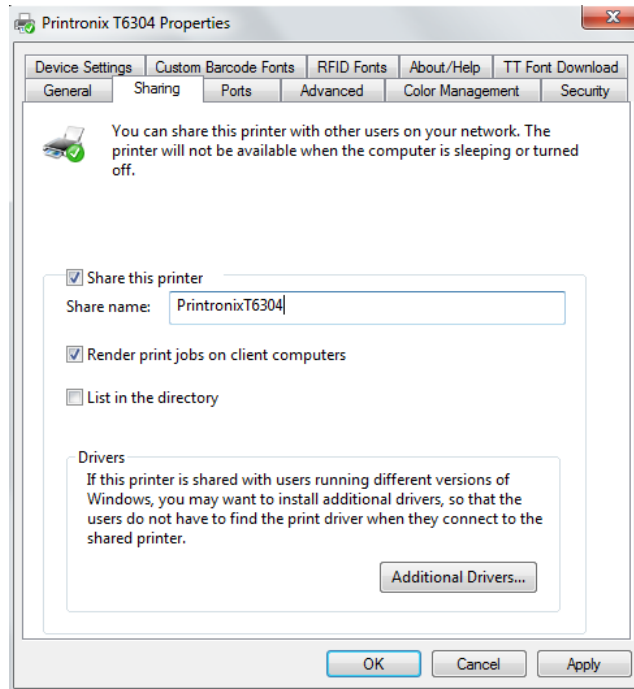 Printronix T6304 Properties
Device Settings Custom Barcode Fonts RFID Fonts About/Help TT Font Download
General Sharing Ports Advanced Color Management Security
You can share this printer with other users on your network. The
printer will not be available when the computer is sleeping or turned
off.
Share this printer
Share name: PrintronixT6304
Render print jobs on client computers
List in the directory
Drivers
If this printer is shared with users running different versions of
Windows, you may want to install additional drivers, so that the
users do not have to find the print driver when they connect to the
shared printer.
Additional Drivers...
OK Cancel Apply